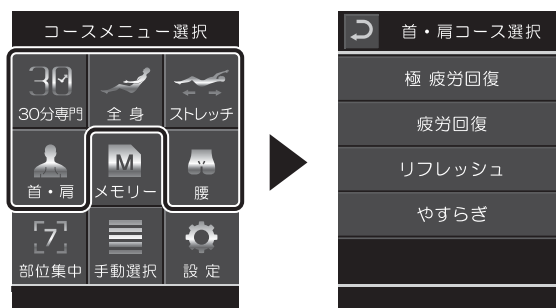 コースメニュー選択
30
30分専門
全身
ストレッチ
首・肩
M
メモリー
腰
7
部位集中
手動選択
設定
首・肩コース選択
極 疲労回復
疲労回復
リフレッシュ
やすらぎ